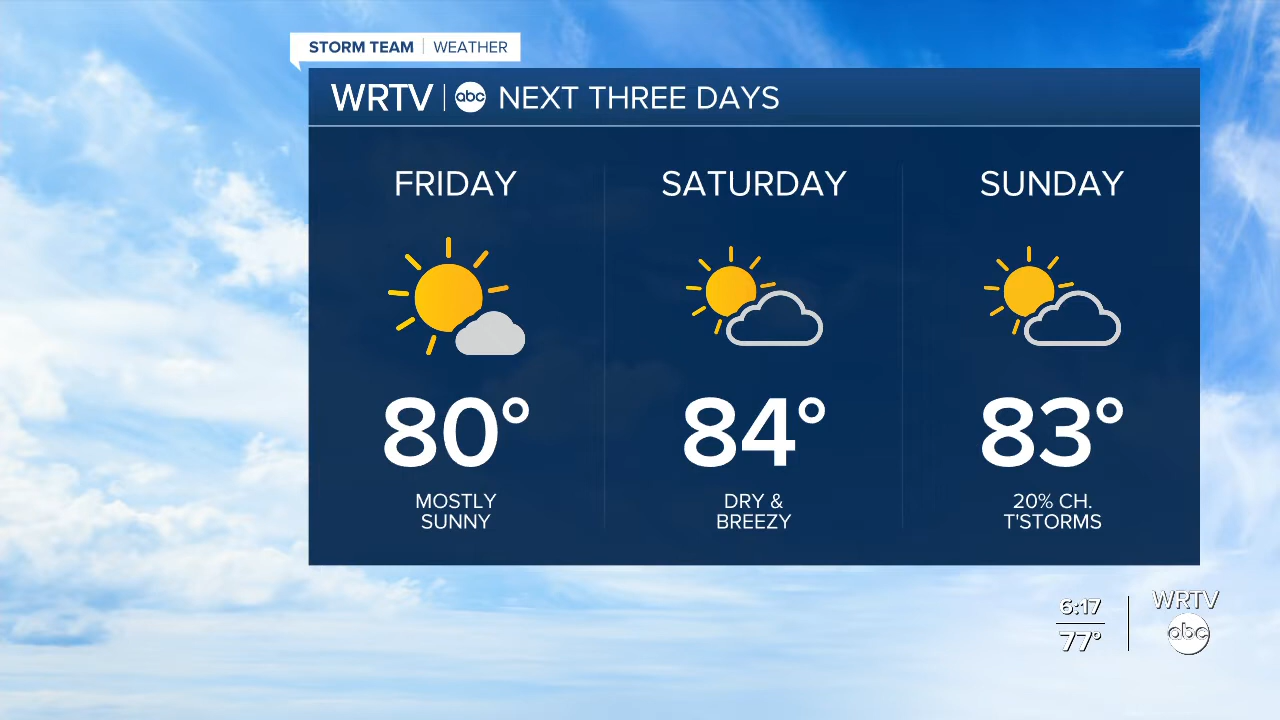 STORM TEAM | WEATHER
WRTV | abc NEXT THREE DAYS
FRIDAY
80°
MOSTLY
SUNNY
SATURDAY
84°
DRY &
BREEZY
SUNDAY
83°
20% CH.
T'STORMS
6:17
77°
WRTV
abc